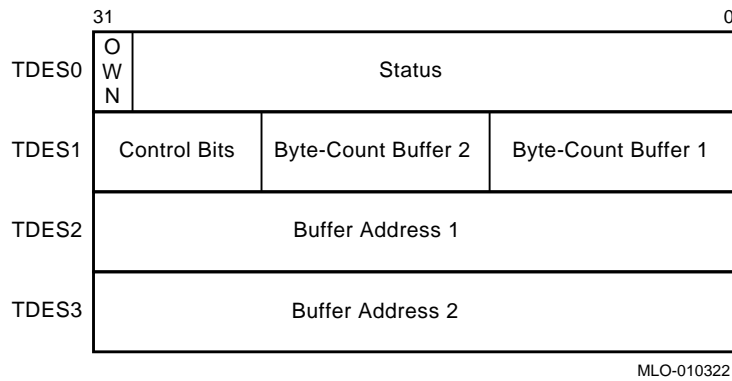 31 0
TDES0 OWN Status
TDES1 Control Bits Byte-Count Buffer 2 Byte-Count Buffer 1
TDES2 Buffer Address 1
TDES3 Buffer Address 2
MLO-010322